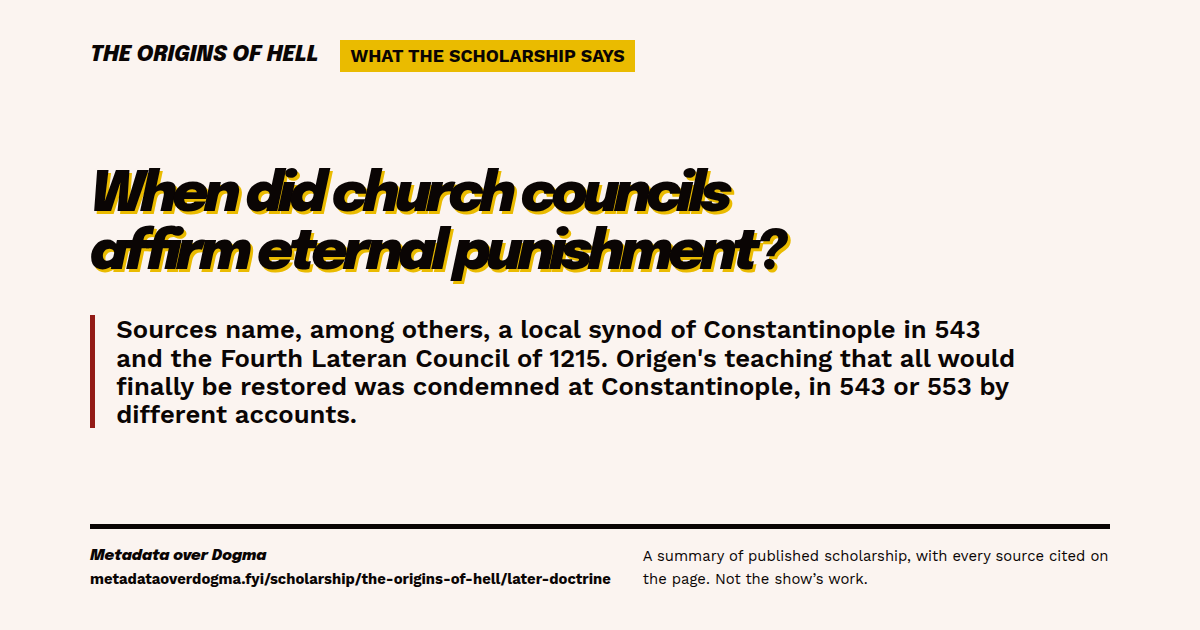 THE ORIGINS OF HELL
WHAT THE SCHOLARSHIP SAYS
When did church councils
affirm eternal punishment?
Sources name, among others, a local synod of Constantinople in 543
and the Fourth Lateran Council of 1215. Origen's teaching that all would
finally be restored was condemned at Constantinople, in 543 or 553 by
different accounts.
Metadata over Dogma
metadataoverdogma.fyi/scholarship/the-origins-of-hell/later-doctrine
A summary of published scholarship, with every source cited on
the page. Not the show’s work.